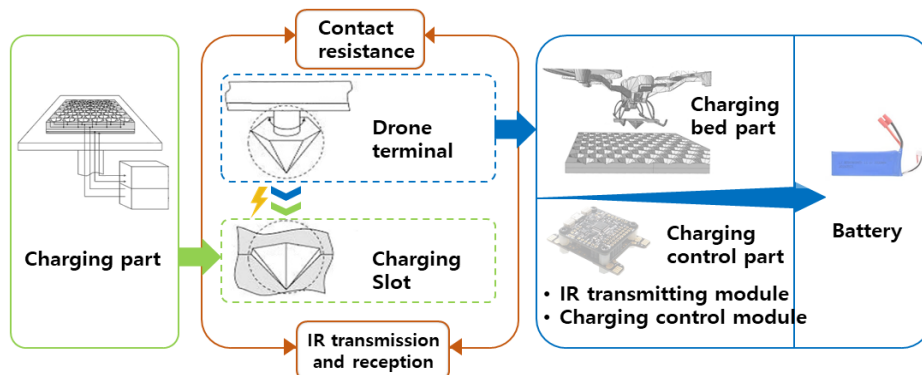 Contact
resistance
Charging part
Drone
terminal
Charging
Slot
IR transmission
and reception
Charging
bed part
Charging
control part
• IR transmitting module
• Charging control module
Battery